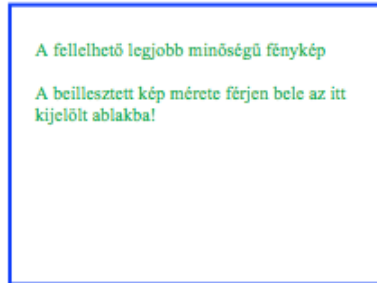 A fellelhető legjobb minőségű fénykép
A beillesztett kép mérete férjen bele az itt
kijelölt ablakba!